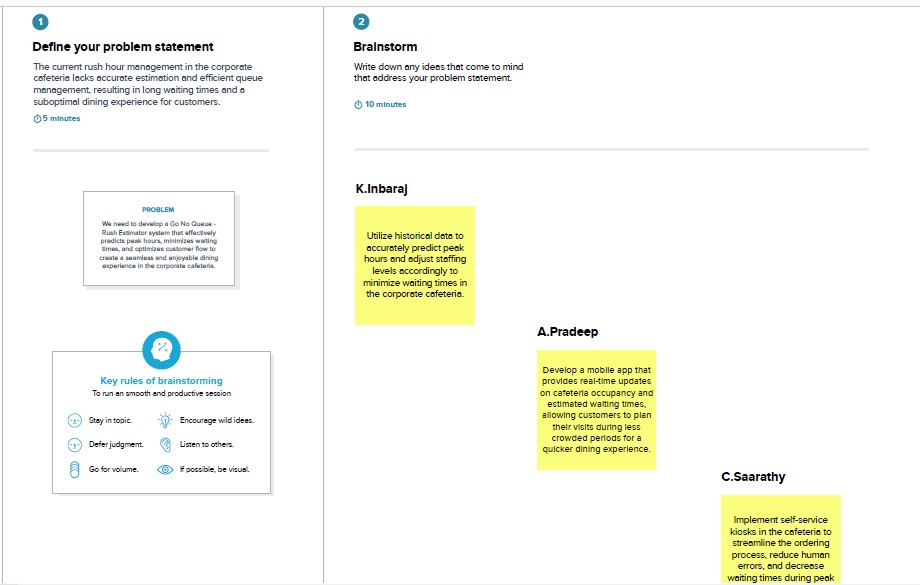 1
Define your problem statement
The current rush hour management in the corporate
cafeteria lacks accurate estimation and efficient queue
management, resulting in long waiting times and a
suboptimal dining experience for customers.
5 minutes
PROBLEM
We need to develop a Go No Queue -
Rush Estimator system that effectively
predicts peak hours, minimizes waiting
times, and optimizes customer flow to
create a seamless and enjoyable dining
experience in the corporate cafeteria.
Key rules of brainstorming
To run an smooth and productive session
Stay in topic.
Encourage wild ideas.
Defer judgment.
Listen to others.
Go for volume.
If possible, be visual.
2
Brainstorm
Write down any ideas that come to mind
that address your problem statement.
10 minutes
K.Inbaraj
Utilize historical data to
accurately predict peak
hours and adjust staffing
levels accordingly to
minimize waiting times in
the corporate cafeteria.
A.Pradeep
Develop a mobile app that
provides real-time updates
on cafeteria occupancy and
estimated waiting times,
allowing customers to plan
their visits during less
crowded periods for a
quicker dining experience.
C.Saarathy
Implement self-service
kiosks in the cafeteria to
streamline the ordering
process, reduce human
errors, and decrease
waiting times during peak